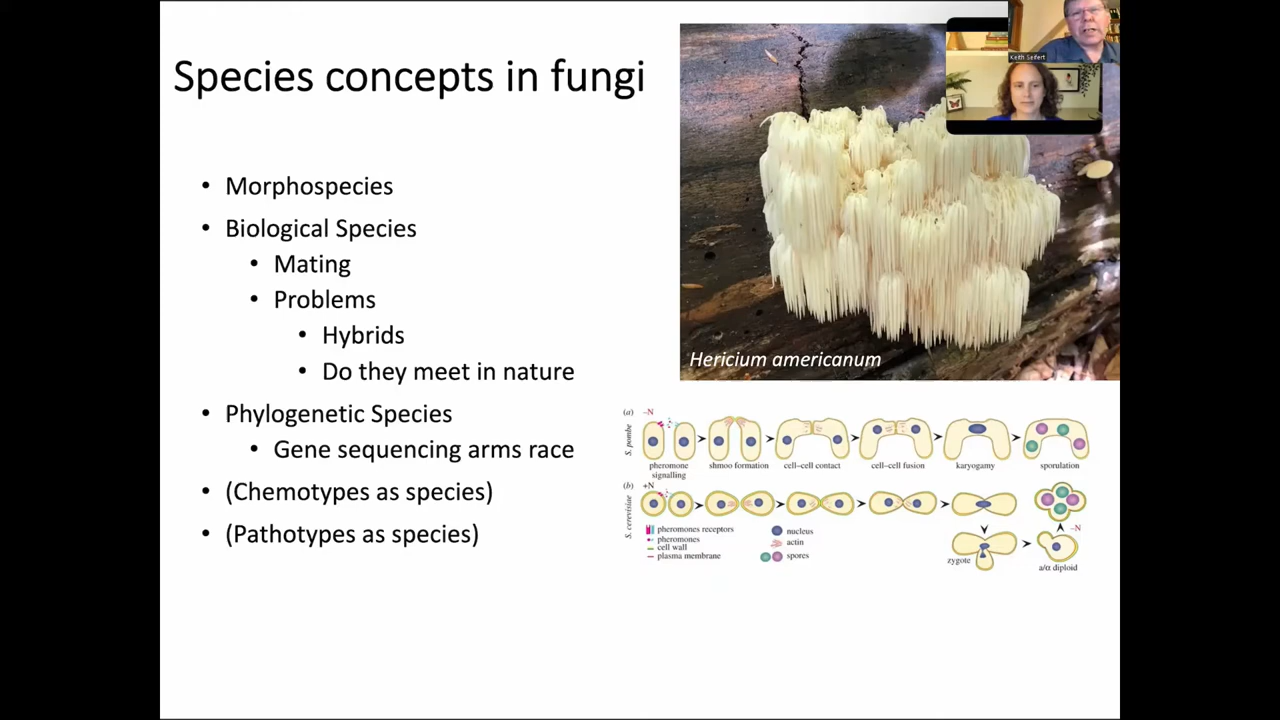 Species concepts in fungi
Keith Seifert
• Morphospecies
• Biological Species
• Mating
• Problems
• Hybrids
• Do they meet in nature
• Phylogenetic Species
• Gene sequencing arms race
• (Chemotypes as species)
• (Pathotypes as species)
Hericium americanum
(a) –N
S. pombe
pheromone
signalling
shmoo formation
cell–cell contact
cell–cell fusion
karyogamy
sporulation
(b) +N
S. cerevisiae
pheromones receptors
pheromones
cell wall
plasma membrane
nucleus
actin
spores
zygote
–N
a/α diploid